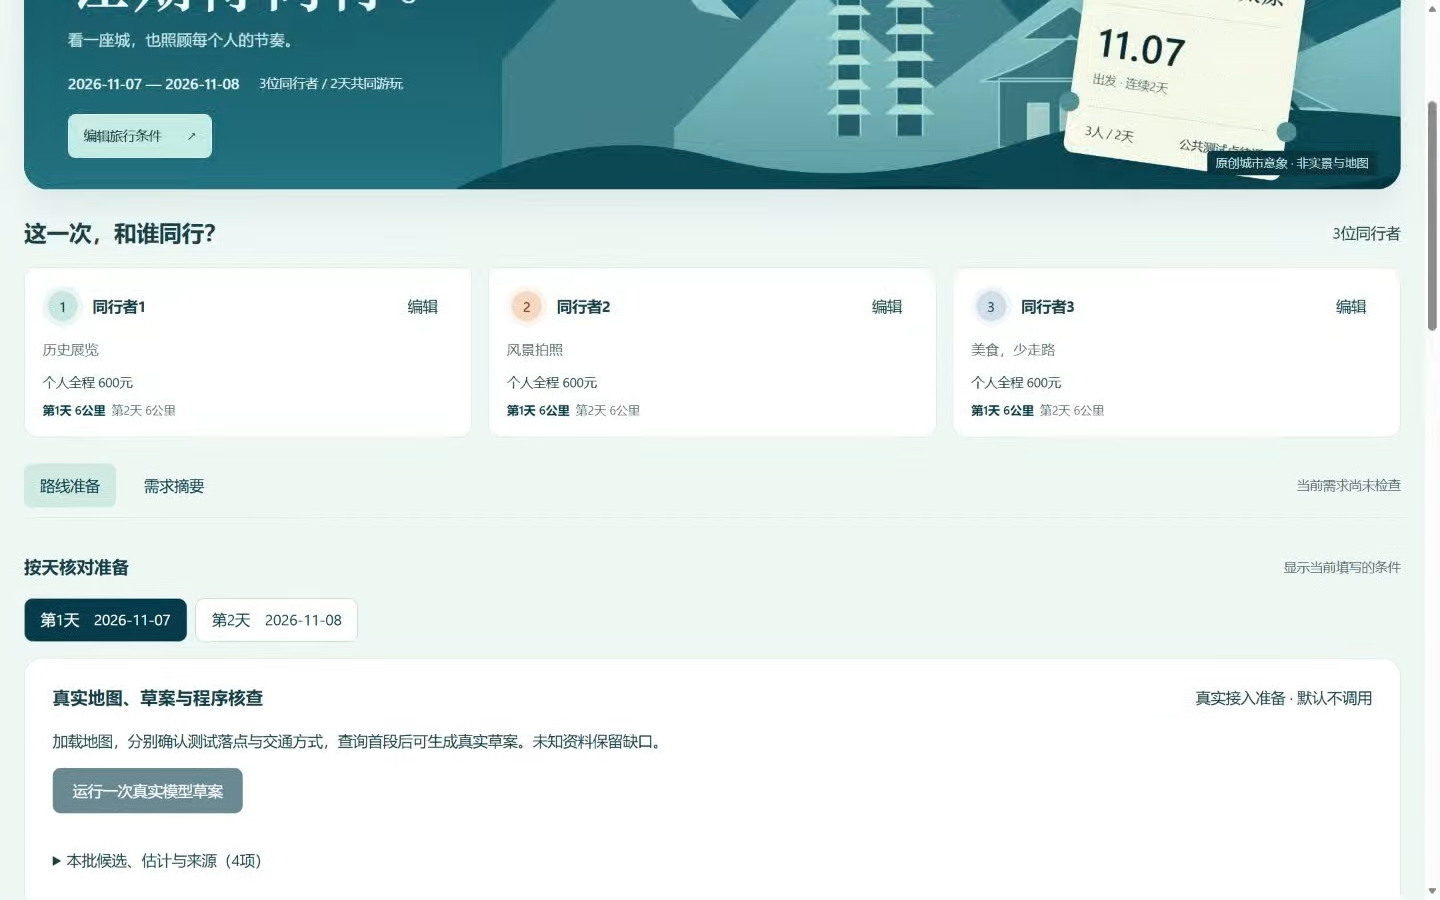 看一座城，也照顾每个人的节奏。
2026-11-07 — 2026-11-08 3位同行者 / 2天共同游玩
编辑旅行条件 ↗
11.07
出发 · 连续2天
3人 / 2天
原创城市意象 · 非实景与地图
这一次，和谁同行？
3位同行者
1 同行者1 编辑
历史展览
个人全程 600元
第1天 6公里 第2天 6公里
2 同行者2 编辑
风景拍照
个人全程 600元
第1天 6公里 第2天 6公里
3 同行者3 编辑
美食，少走路
个人全程 600元
第1天 6公里 第2天 6公里
路线准备 需求摘要 当前需求尚未检查
按天核对准备 显示当前填写的条件
第1天 2026-11-07 第2天 2026-11-08
真实地图、草案与程序核查 真实接入准备 · 默认不调用
加载地图，分别确认测试落点与交通方式，查询首段后可生成真实草案。未知资料保留缺口。
运行一次真实模型草案
▶ 本批候选、估计与来源（4项）